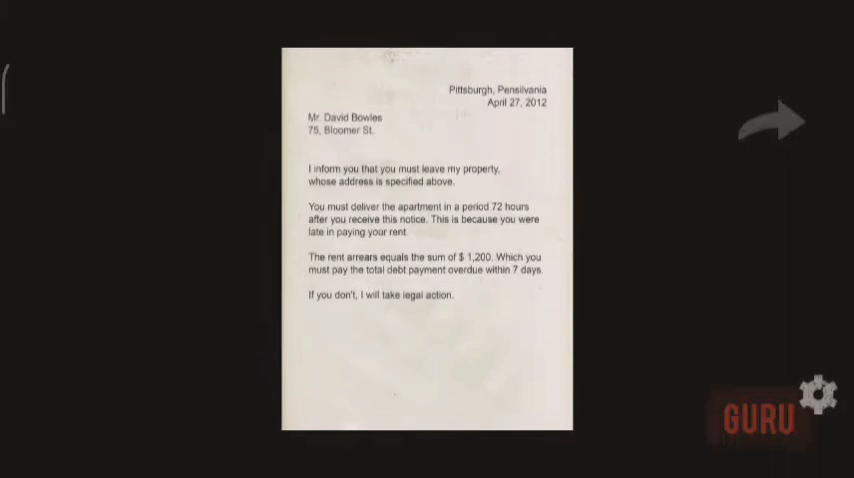 Pittsburgh, Pensilvania
April 27, 2012
Mr. David Bowles
75, Bloomer St.
I inform you that you must leave my property,
whose address is specified above.
You must deliver the apartment in a period 72 hours
after you receive this notice. This is because you were
late in paying your rent.
The rent arrears equals the sum of $ 1,200. Which you
must pay the total debt payment overdue within 7 days.
If you don't, I will take legal action.
GURU